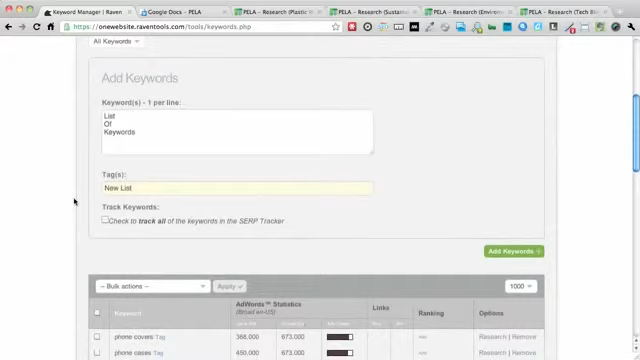 Keyword Manager | Raven
Google Docs - PELA
PELA - Research (Plastic
PELA - Research (Sustai
PELA - Research (Enviro
PELA - Research (Tech B
https://onewebsite.raventools.com/tools/keywords.php
All Keywords
Add Keywords
Keyword(s) - 1 per line:
List
Of
Keywords
Tag(s):
New List
Track Keywords:
Check to track all of the keywords in the SERP Tracker
Add Keywords +
-- Bulk actions --
Apply
1000
Keyword
AdWords™ Statistics
(Broad en-US)
Links
Ranking
Options
phone covers Tag
368,000
673,000
Research | Remove
phone cases Tag
450,000
673,000
Research | Remove